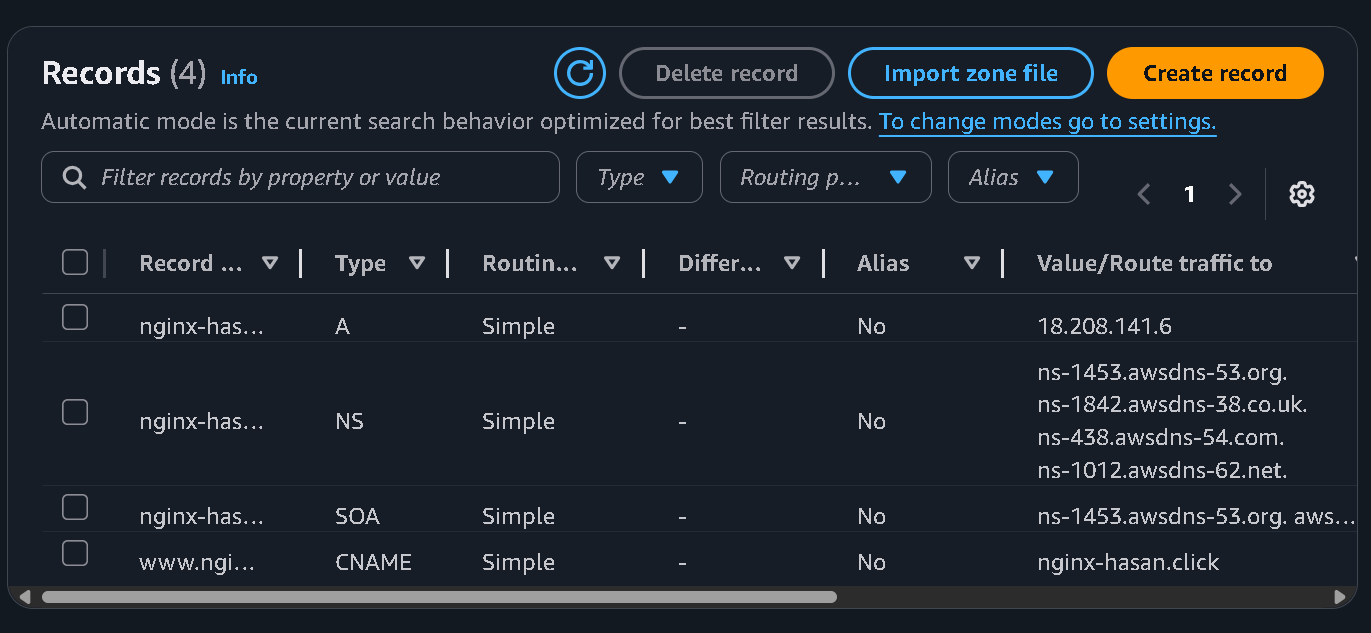 Records (4) Info
Delete record
Import zone file
Create record
Automatic mode is the current search behavior optimized for best filter results. To change modes go to settings.
Filter records by property or value
Type
Routing p...
Alias
1
Record ... Type Routin... Differ... Alias Value/Route traffic to
nginx-has... A Simple - No 18.208.141.6
nginx-has... NS Simple - No ns-1453.awsdns-53.org.
ns-1842.awsdns-38.co.uk.
ns-438.awsdns-54.com.
ns-1012.awsdns-62.net.
nginx-has... SOA Simple - No ns-1453.awsdns-53.org. aws...
www.ngi... CNAME Simple - No nginx-hasan.click